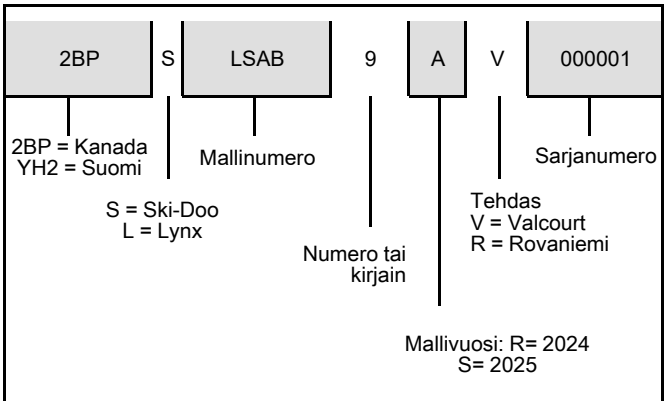 2BP S LSAB 9 A V 000001
2BP = Kanada
YH2 = Suomi
Mallinumero
Sarjanumero
S = Ski-Doo
L = Lynx
Tehdas
V = Valcourt
R = Rovaniemi
Numero tai
kirjain
Mallivuosi: R= 2024
S= 2025